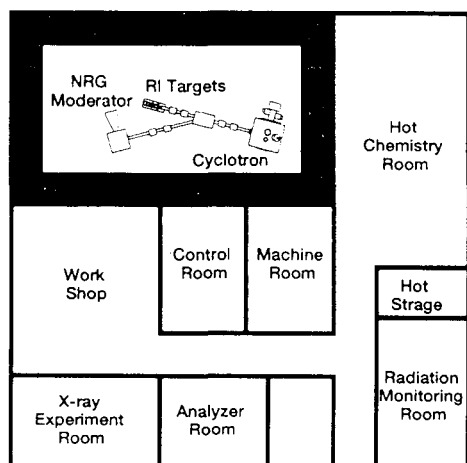 NRG
Moderator
RI Targets
Cyclotron
Hot
Chemistry
Room
Work
Shop
Control
Room
Machine
Room
Hot
Strage
X-ray
Experiment
Room
Analyzer
Room
Radiation
Monitoring
Room